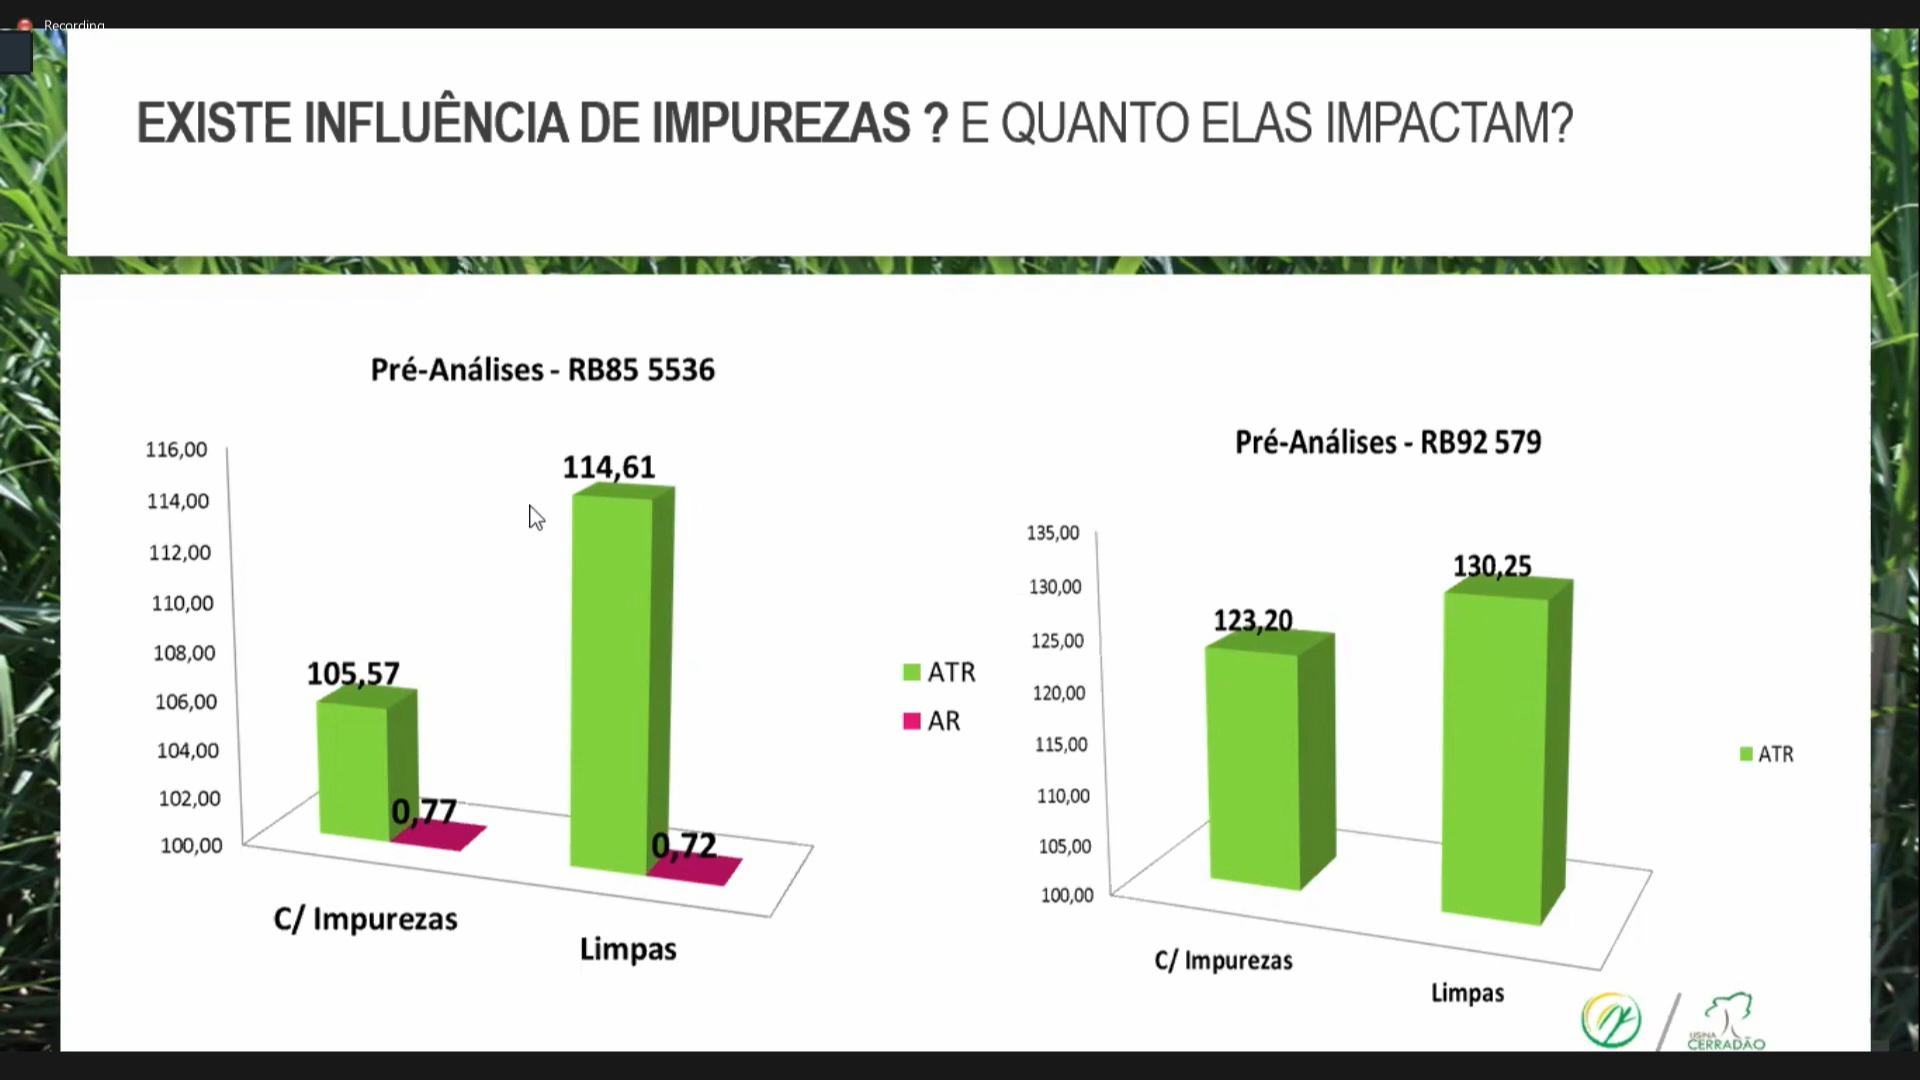 Recording
EXISTE INFLUÊNCIA DE IMPUREZAS ? E QUANTO ELAS IMPACTAM?
Pré-Análises - RB85 5536
116,00
114,00
112,00
110,00
108,00
106,00
104,00
102,00
100,00
105,57
0,77
114,61
0,72
C/ Impurezas
Limpas
ATR
AR
Pré-Análises - RB92 579
135,00
130,00
125,00
120,00
115,00
110,00
105,00
100,00
123,20
130,25
C/ Impurezas
Limpas
ATR
USINA
CERRADÃO